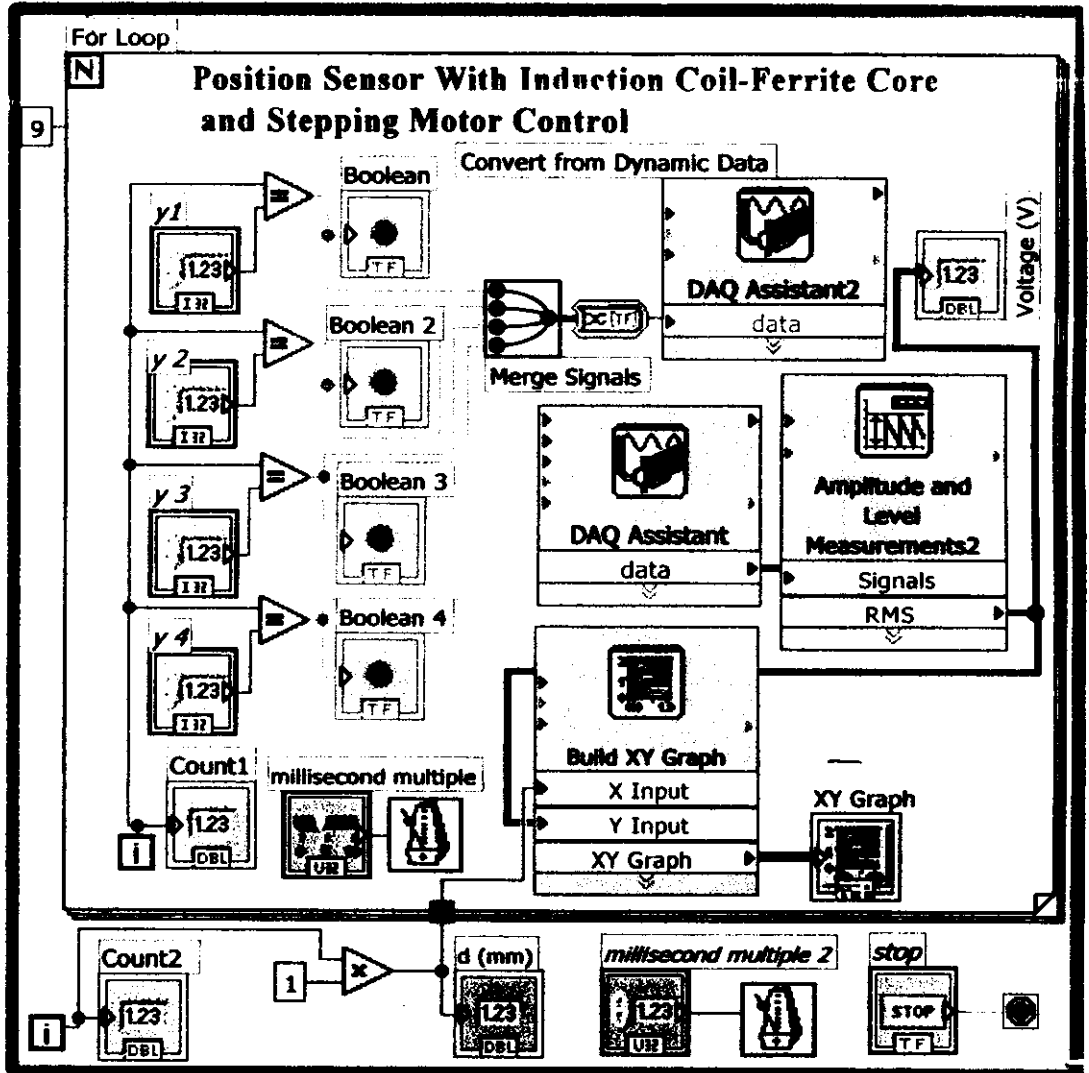 For Loop
N
Position Sensor With Induction Coil-Ferrite Core
and Stepping Motor Control
9
Boolean
Convert from Dynamic Data
y1
1.23
I32
TF
DAQ Assistant2
data
1.23
DBL
Voltage (V)
Boolean 2
y 2
1.23
I32
TF
Merge Signals
Boolean 3
y 3
1.23
I32
TF
DAQ Assistant
data
Amplitude and
Level
Measurements2
Signals
RMS
Boolean 4
y 4
1.23
I32
TF
Build XY Graph
X Input
Y Input
XY Graph
XY Graph
Count1
1.23
DBL
i
millisecond multiple
U32
Count2
1.23
DBL
i
1
x
d (mm)
1.23
DBL
millisecond multiple 2
1.23
U32
stop
STOP
TF